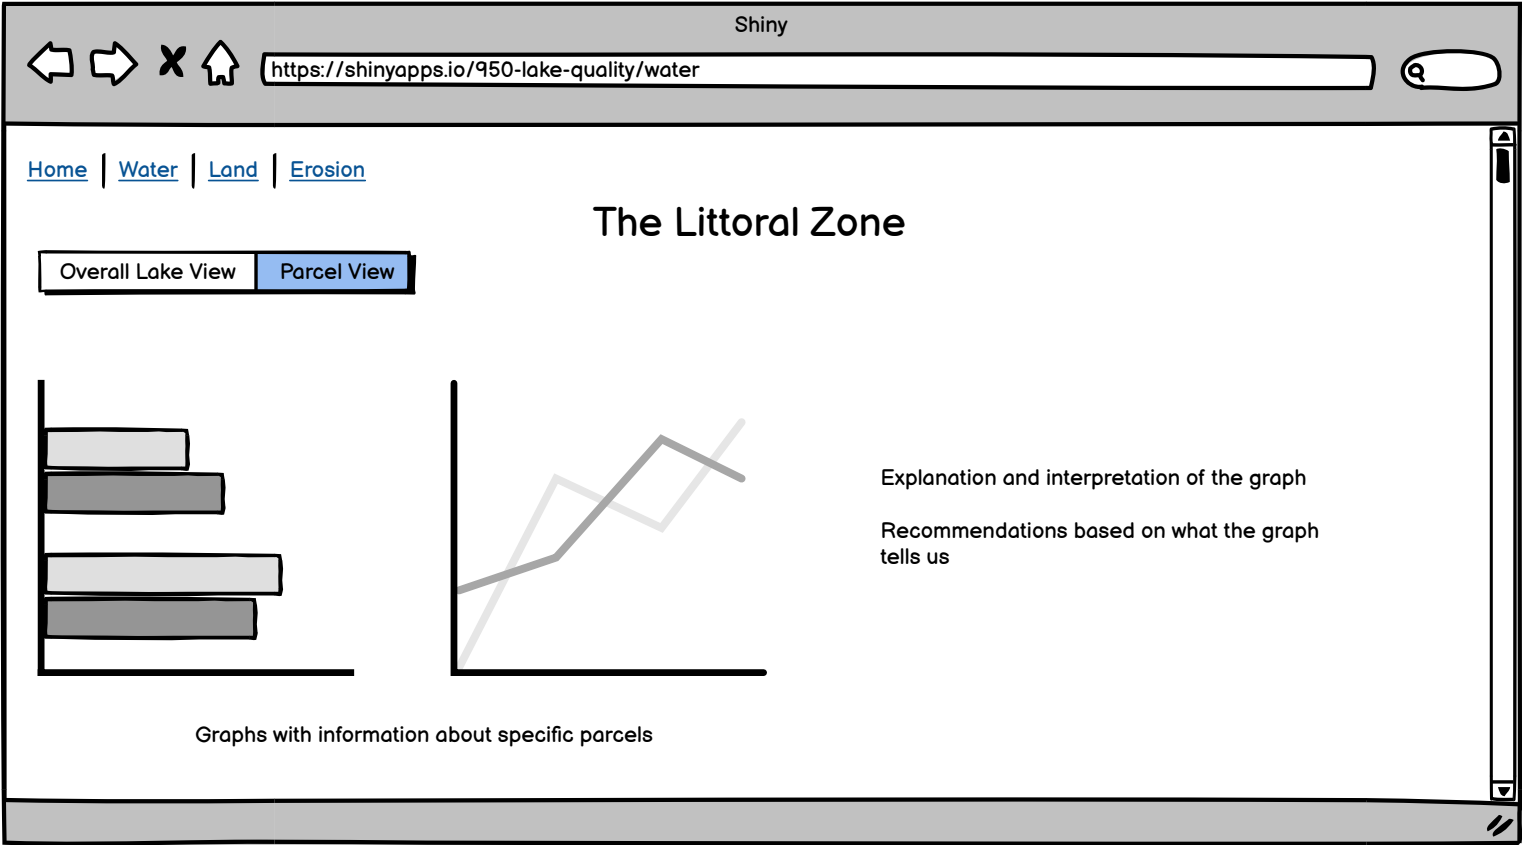 Shiny
https://shinyapps.io/950-lake-quality/water
Home Water Land Erosion
The Littoral Zone
Overall Lake View Parcel View
Explanation and interpretation of the graph
Recommendations based on what the graph
tells us
Graphs with information about specific parcels